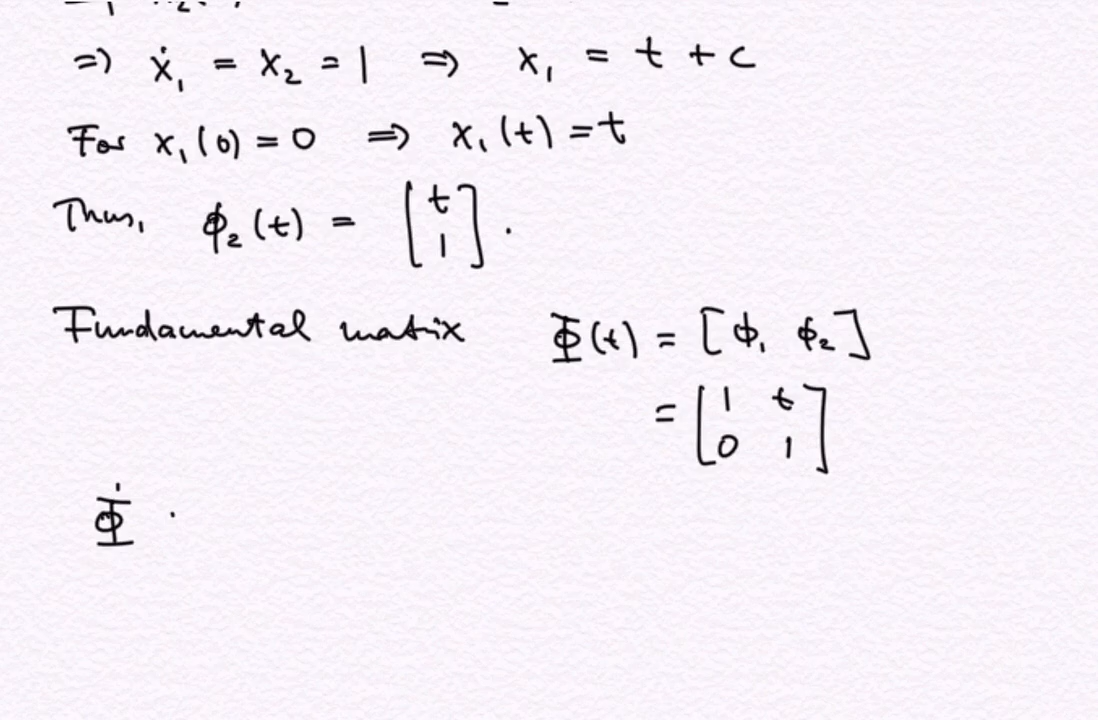 ⇒ ẋ₁ = x₂ = 1 ⇒ x₁ = t + c
For x₁(0) = 0 ⇒ x₁(t) = t
Thus, ϕ₂(t) = [t; 1].
Fundamental matrix Φ(t) = [ϕ₁ ϕ₂]
= [1 t; 0 1]
Φ̇ .